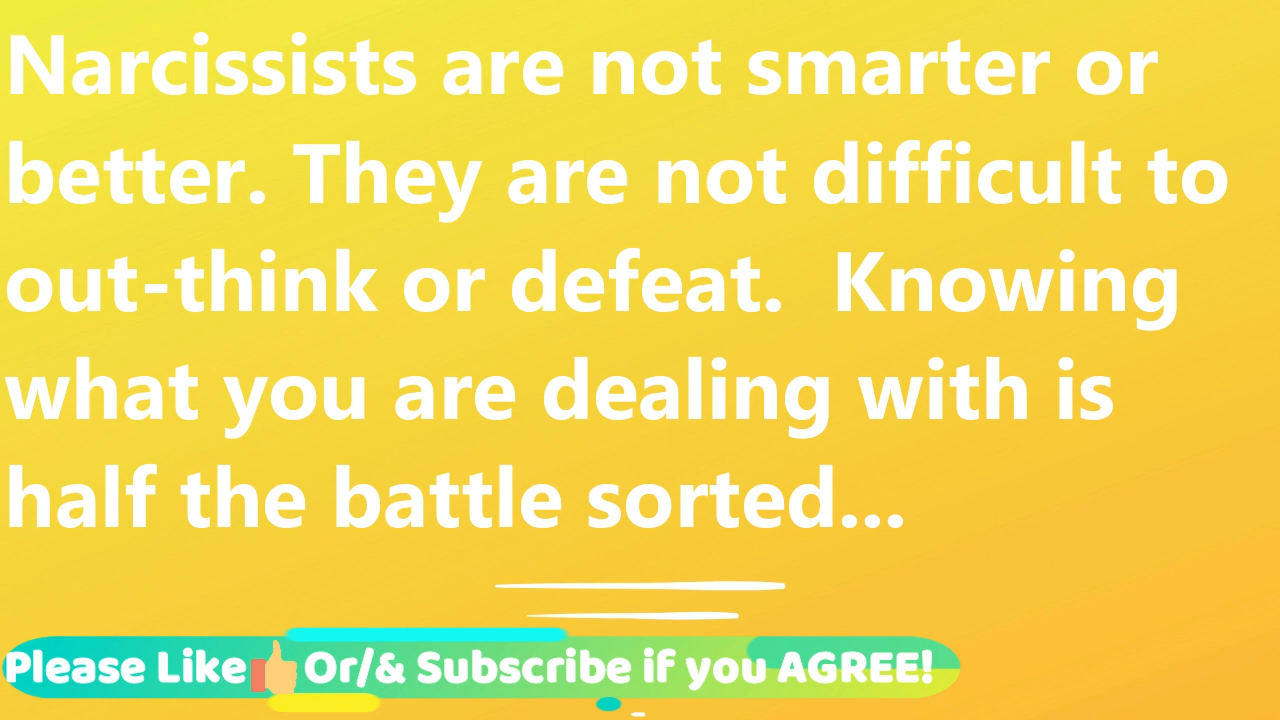 Narcissists are not smarter or
better. They are not difficult to
out-think or defeat.  Knowing
what you are dealing with is
half the battle sorted...
Please Like👍Or/& Subscribe if you AGREE!